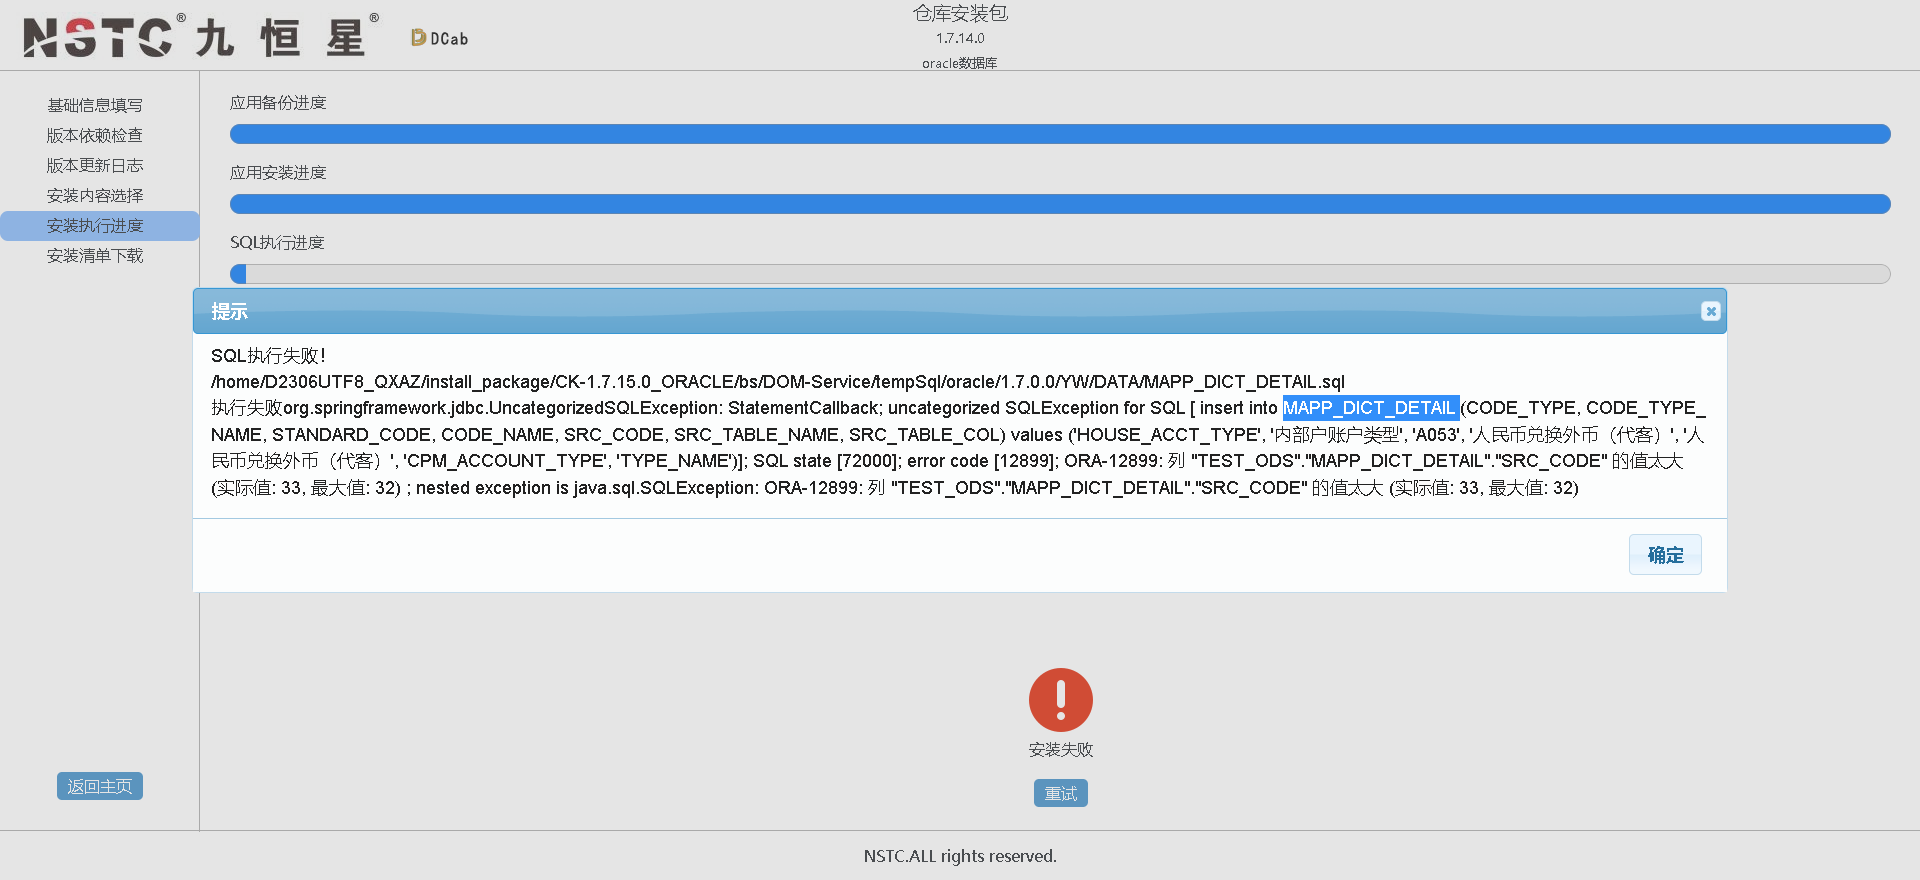 NSTC® 九恒星® DCab
仓库安装包
1.7.14.0
oracle数据库
基础信息填写
版本依赖检查
版本更新日志
安装内容选择
安装执行进度
安装清单下载
返回主页
应用备份进度
应用安装进度
SQL执行进度
提示
SQL执行失败!
/home/D2306UTF8_QXAZ/install_package/CK-1.7.15.0_ORACLE/bs/DOM-Service/tempSql/oracle/1.7.0.0/YW/DATA/MAPP_DICT_DETAIL.sql
执行失败org.springframework.jdbc.UncategorizedSQLException: StatementCallback; uncategorized SQLException for SQL [ insert into MAPP_DICT_DETAIL (CODE_TYPE, CODE_TYPE_
NAME, STANDARD_CODE, CODE_NAME, SRC_CODE, SRC_TABLE_NAME, SRC_TABLE_COL) values ('HOUSE_ACCT_TYPE', '内部户账户类型', 'A053', '人民币兑换外币（代客）', '人
民币兑换外币（代客）', 'CPM_ACCOUNT_TYPE', 'TYPE_NAME')]; SQL state [72000]; error code [12899]; ORA-12899: 列 "TEST_ODS"."MAPP_DICT_DETAIL"."SRC_CODE" 的值太大
(实际值: 33, 最大值: 32) ; nested exception is java.sql.SQLException: ORA-12899: 列 "TEST_ODS"."MAPP_DICT_DETAIL"."SRC_CODE" 的值太大 (实际值: 33, 最大值: 32)
确定
安装失败
重试
NSTC.ALL rights reserved.